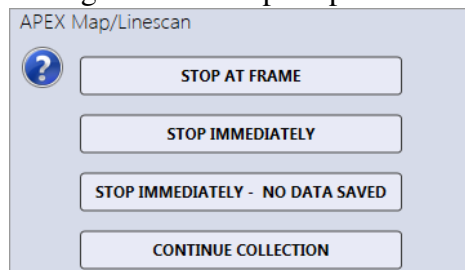 APEX Map/Linescan
?
STOP AT FRAME
STOP IMMEDIATELY
STOP IMMEDIATELY - NO DATA SAVED
CONTINUE COLLECTION